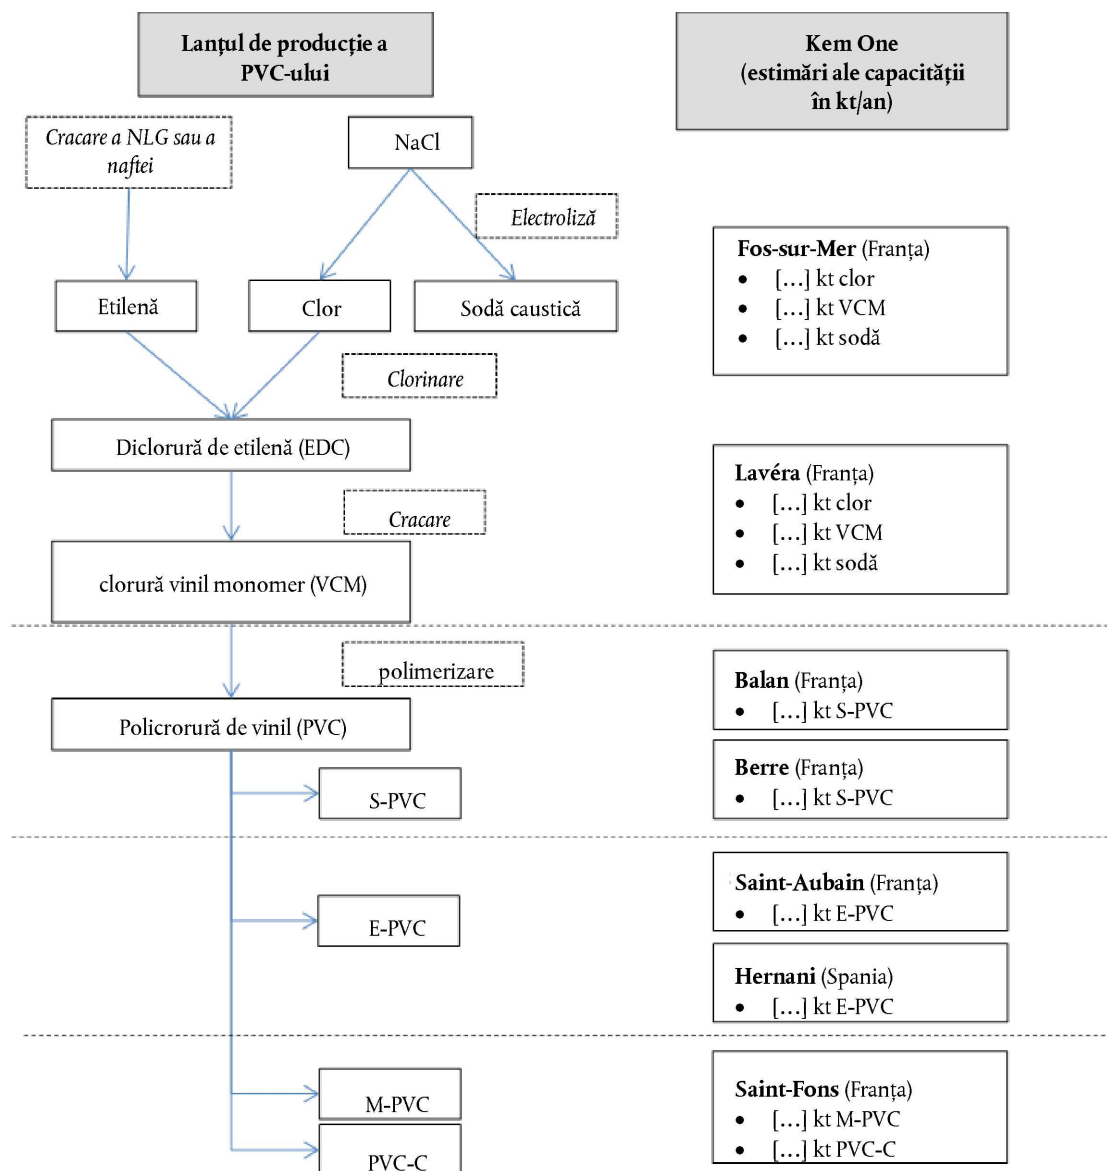 Lanțul de producție a
PVC-ului
Kem One
(estimări ale capacității
în kt/an)
Cracare a NLG sau a
naftei
NaCl
Electroliză
Etilenă
Clor
Sodă caustică
Clorinare
Fos-sur-Mer (Franța)
• […] kt clor
• […] kt VCM
• […] kt sodă
Diclorură de etilenă (EDC)
Cracare
clorură vinil monomer (VCM)
Lavéra (Franța)
• […] kt clor
• […] kt VCM
• […] kt sodă
polimerizare
Policrorură de vinil (PVC)
S-PVC
Balan (Franța)
• […] kt S-PVC
Berre (Franța)
• […] kt S-PVC
E-PVC
Saint-Aubain (Franța)
• […] kt E-PVC
Hernani (Spania)
• […] kt E-PVC
M-PVC
PVC-C
Saint-Fons (Franța)
• […] kt M-PVC
• […] kt PVC-C